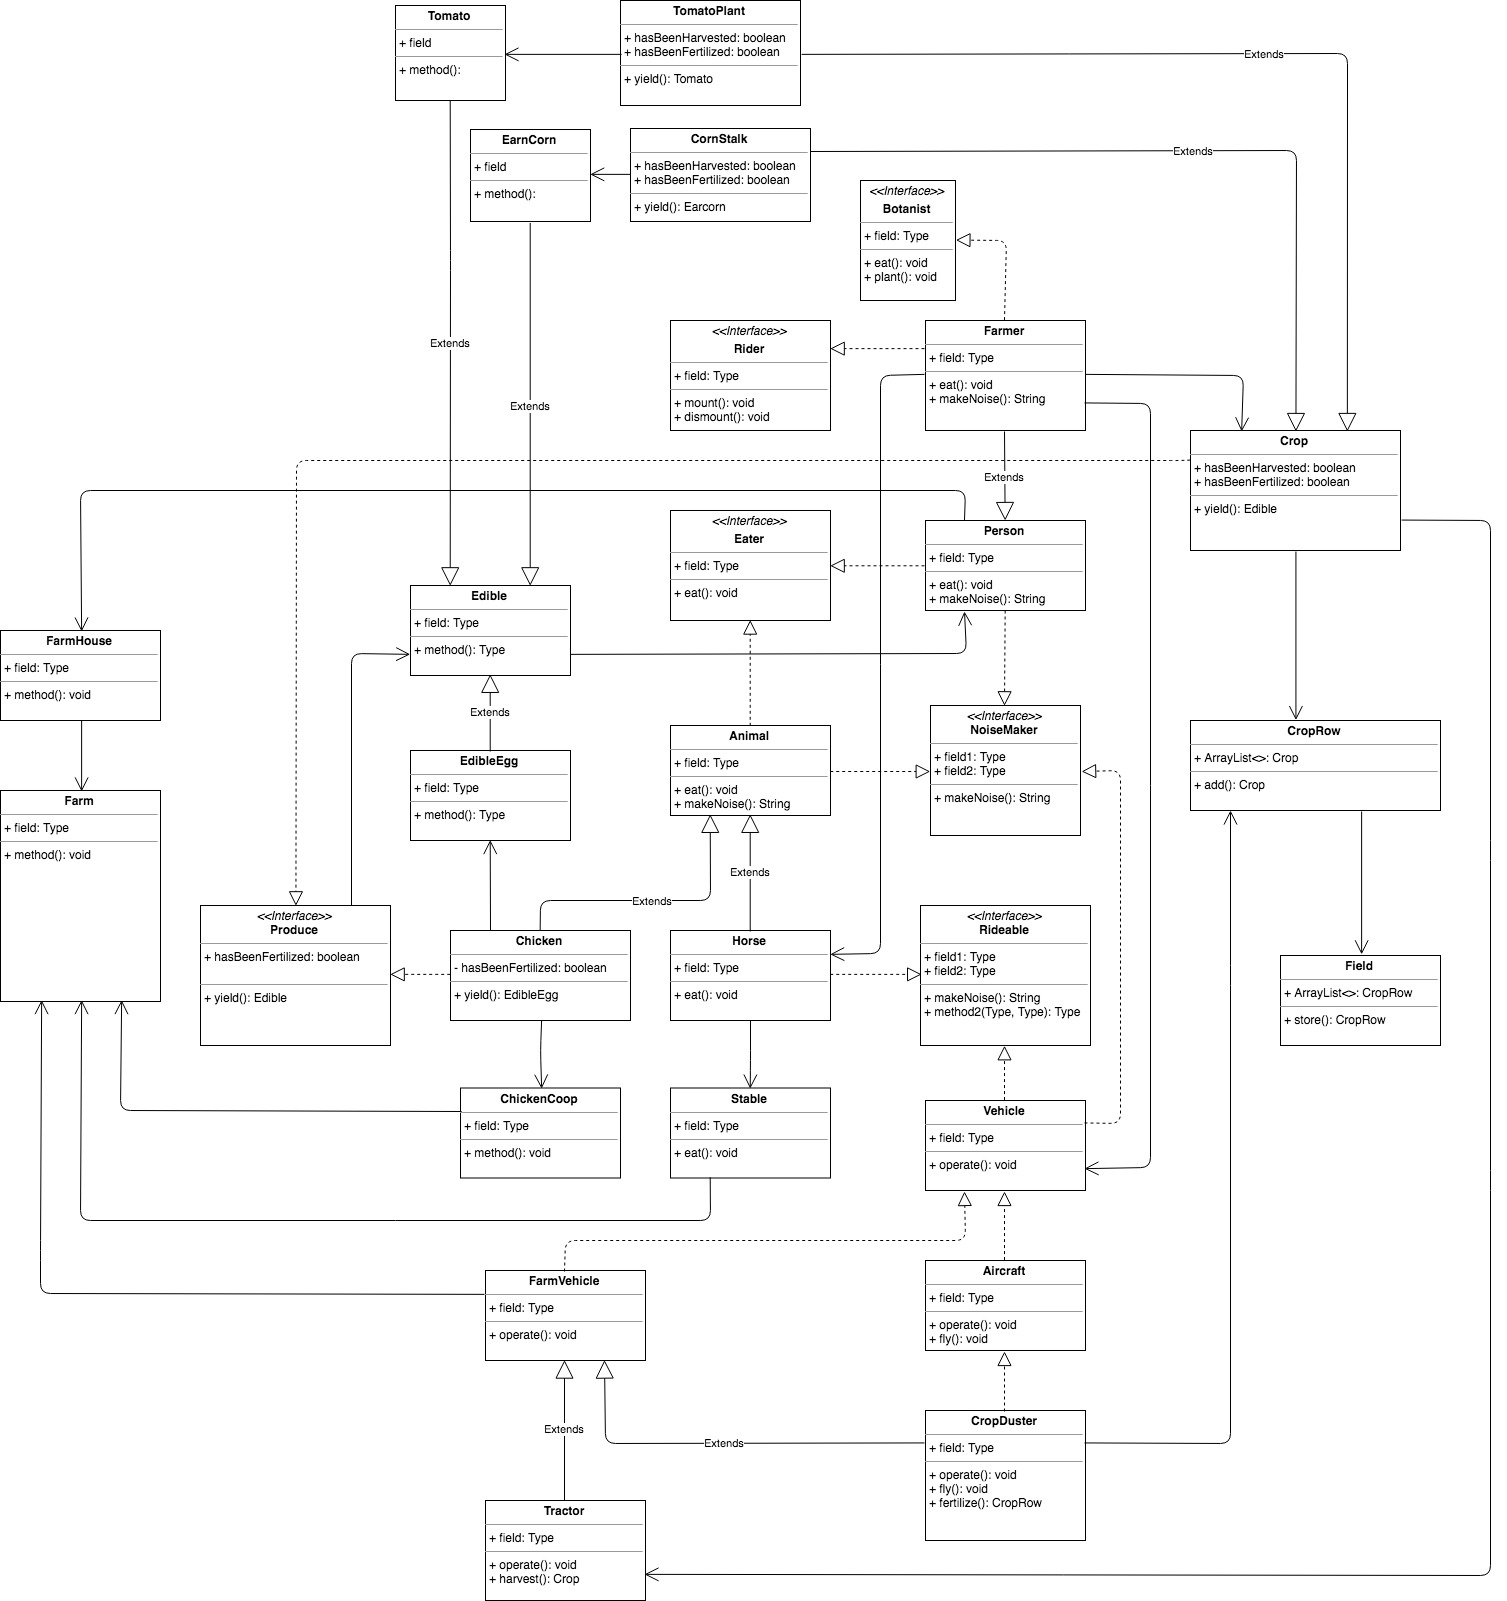 Tomato
+ field
+ method():
TomatoPlant
+ hasBeenHarvested: boolean
+ hasBeenFertilized: boolean
+ yield(): Tomato
Extends
EarnCorn
+ field
+ method():
CornStalk
+ hasBeenHarvested: boolean
+ hasBeenFertilized: boolean
+ yield(): Earcorn
Extends
<<Interface>>
Botanist
+ field: Type
+ eat(): void
+ plant(): void
Extends
Extends
<<Interface>>
Rider
+ field: Type
+ mount(): void
+ dismount(): void
Farmer
+ field: Type
+ eat(): void
+ makeNoise(): String
Extends
Crop
+ hasBeenHarvested: boolean
+ hasBeenFertilized: boolean
+ yield(): Edible
<<Interface>>
Eater
+ field: Type
+ eat(): void
Person
+ field: Type
+ eat(): void
+ makeNoise(): String
Edible
+ field: Type
+ method(): Type
FarmHouse
+ field: Type
+ method(): void
Extends
<<Interface>>
NoiseMaker
+ field1: Type
+ field2: Type
+ makeNoise(): String
Animal
+ field: Type
+ eat(): void
+ makeNoise(): String
CropRow
+ ArrayList<>: Crop
+ add(): Crop
EdibleEgg
+ field: Type
+ method(): Type
Farm
+ field: Type
+ method(): void
Extends
Extends
<<Interface>>
Produce
+ hasBeenFertilized: boolean
+ yield(): Edible
Chicken
- hasBeenFertilized: boolean
+ yield(): EdibleEgg
Horse
+ field: Type
+ eat(): void
<<Interface>>
Rideable
+ field1: Type
+ field2: Type
+ makeNoise(): String
+ method2(Type, Type): Type
Field
+ ArrayList<>: CropRow
+ store(): CropRow
ChickenCoop
+ field: Type
+ method(): void
Stable
+ field: Type
+ eat(): void
Vehicle
+ field: Type
+ operate(): void
FarmVehicle
+ field: Type
+ operate(): void
Aircraft
+ field: Type
+ operate(): void
+ fly(): void
Extends
Extends
CropDuster
+ field: Type
+ operate(): void
+ fly(): void
+ fertilize(): CropRow
Tractor
+ field: Type
+ operate(): void
+ harvest(): Crop